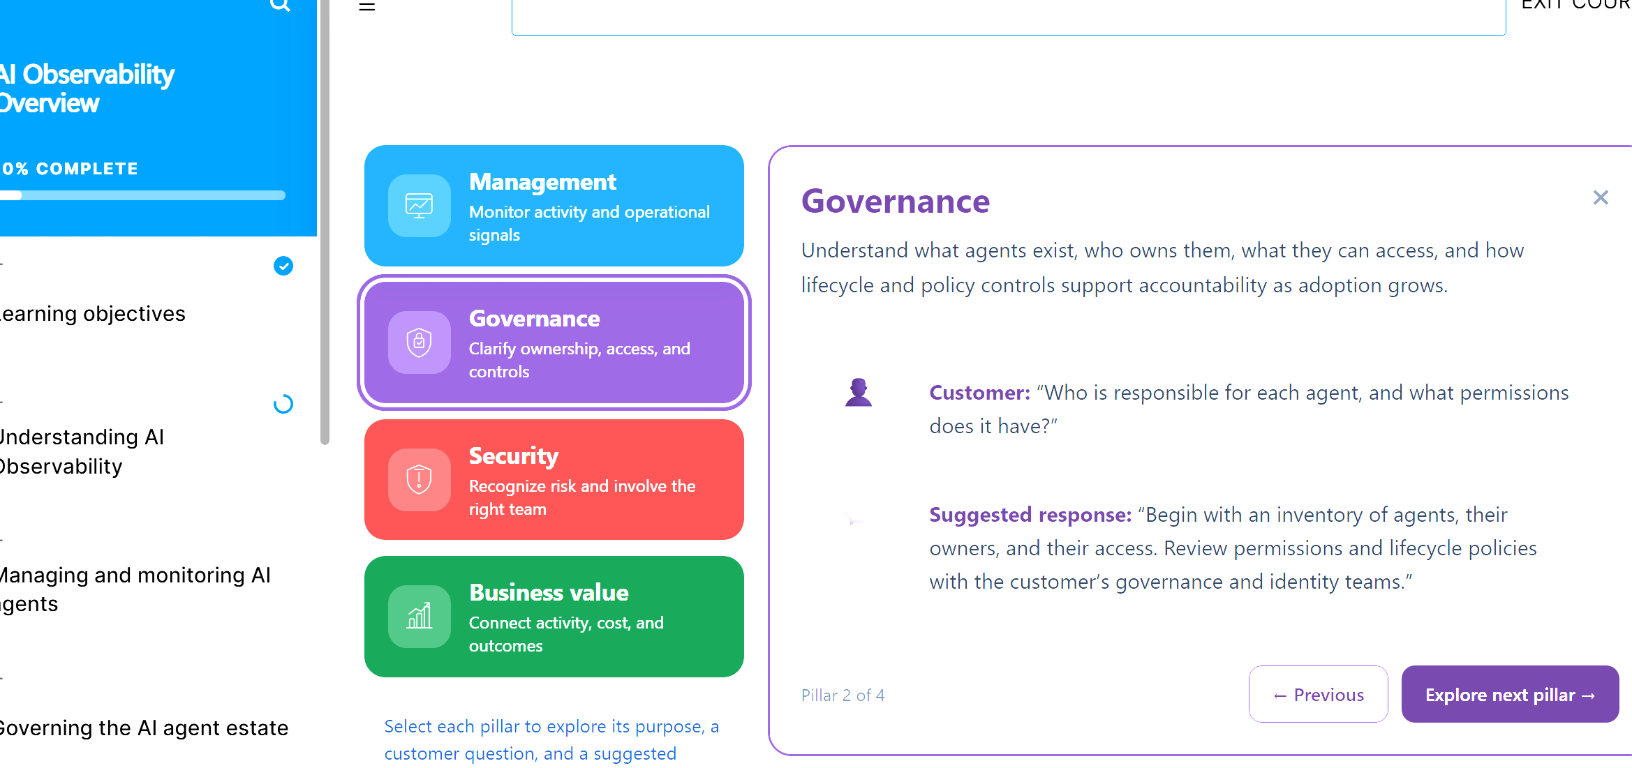 EXIT COUR
AI Observability
Overview
0% COMPLETE
Learning objectives
Understanding AI
Observability
Managing and monitoring AI
agents
Governing the AI agent estate
Management
Monitor activity and operational
signals
Governance
Clarify ownership, access, and
controls
Security
Recognize risk and involve the
right team
Business value
Connect activity, cost, and
outcomes
Select each pillar to explore its purpose, a
customer question, and a suggested
Governance
Understand what agents exist, who owns them, what they can access, and how
lifecycle and policy controls support accountability as adoption grows.
Customer: “Who is responsible for each agent, and what permissions
does it have?”
Suggested response: “Begin with an inventory of agents, their
owners, and their access. Review permissions and lifecycle policies
with the customer’s governance and identity teams.”
Pillar 2 of 4
← Previous
Explore next pillar →